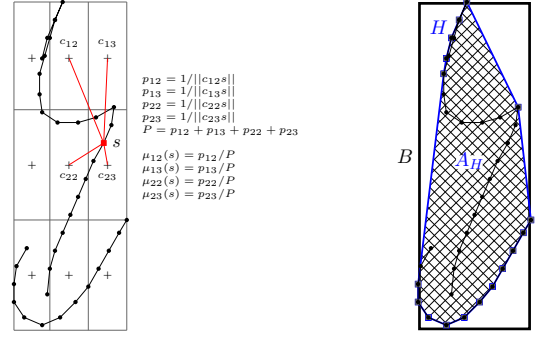 c12 c13
p12 = 1/||c12s||
p13 = 1/||c13s||
p22 = 1/||c22s||
p23 = 1/||c23s||
P = p12 + p13 + p22 + p23
s
μ12(s) = p12/P
μ13(s) = p13/P
μ22(s) = p22/P
μ23(s) = p23/P
c22 c23
H
B
AH